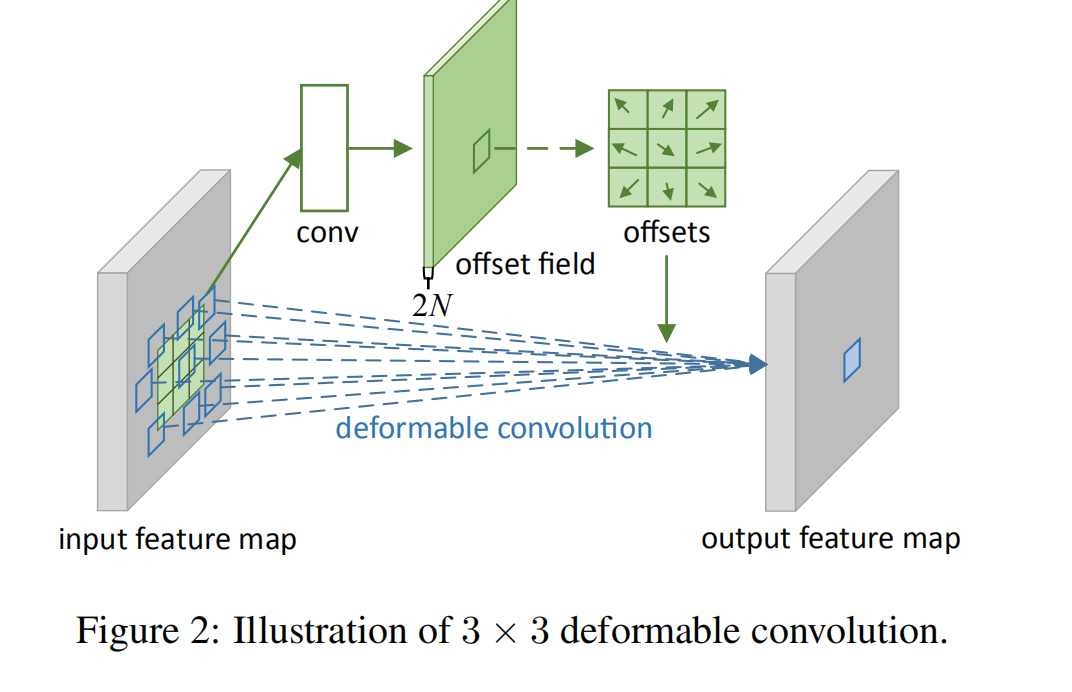 conv
offset field
offsets
2N
deformable convolution
input feature map
output feature map
Figure 2: Illustration of 3 × 3 deformable convolution.